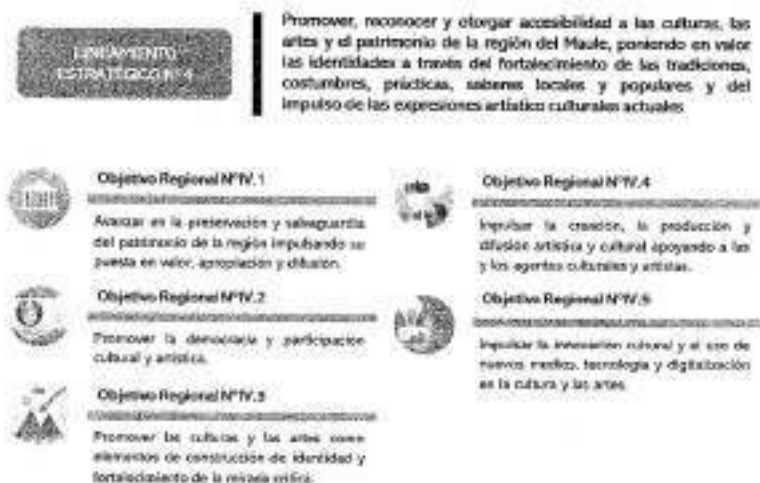 LINEAMIENTO
ESTRATÉGICO N° 4
Promover, reconocer y otorgar accesibilidad a las culturas, las
artes y el patrimonio de la región del Maule, poniendo en valor
las identidades a través del fortalecimiento de las tradiciones,
costumbres, prácticas, saberes locales y populares y del
impulso de las expresiones artístico culturales actuales
Objetivo Regional N°IV.1
Avanzar en la preservación y salvaguardia
del patrimonio de la región impulsando su
puesta en valor, apropiación y difusión.
Objetivo Regional N°IV.2
Promover la democracia y participación
cultural y artística.
Objetivo Regional N°IV.3
Promover las culturas y las artes como
elementos de construcción de identidad y
fortalecimiento de la mirada crítica.
Objetivo Regional N°IV.4
Impulsar la creación, la producción y
difusión artística y cultural apoyando a las
y los agentes culturales y artistas.
Objetivo Regional N°IV.5
Impulsar la innovación cultural y el uso de
nuevos medios, tecnología y digitalización
en la cultura y las artes